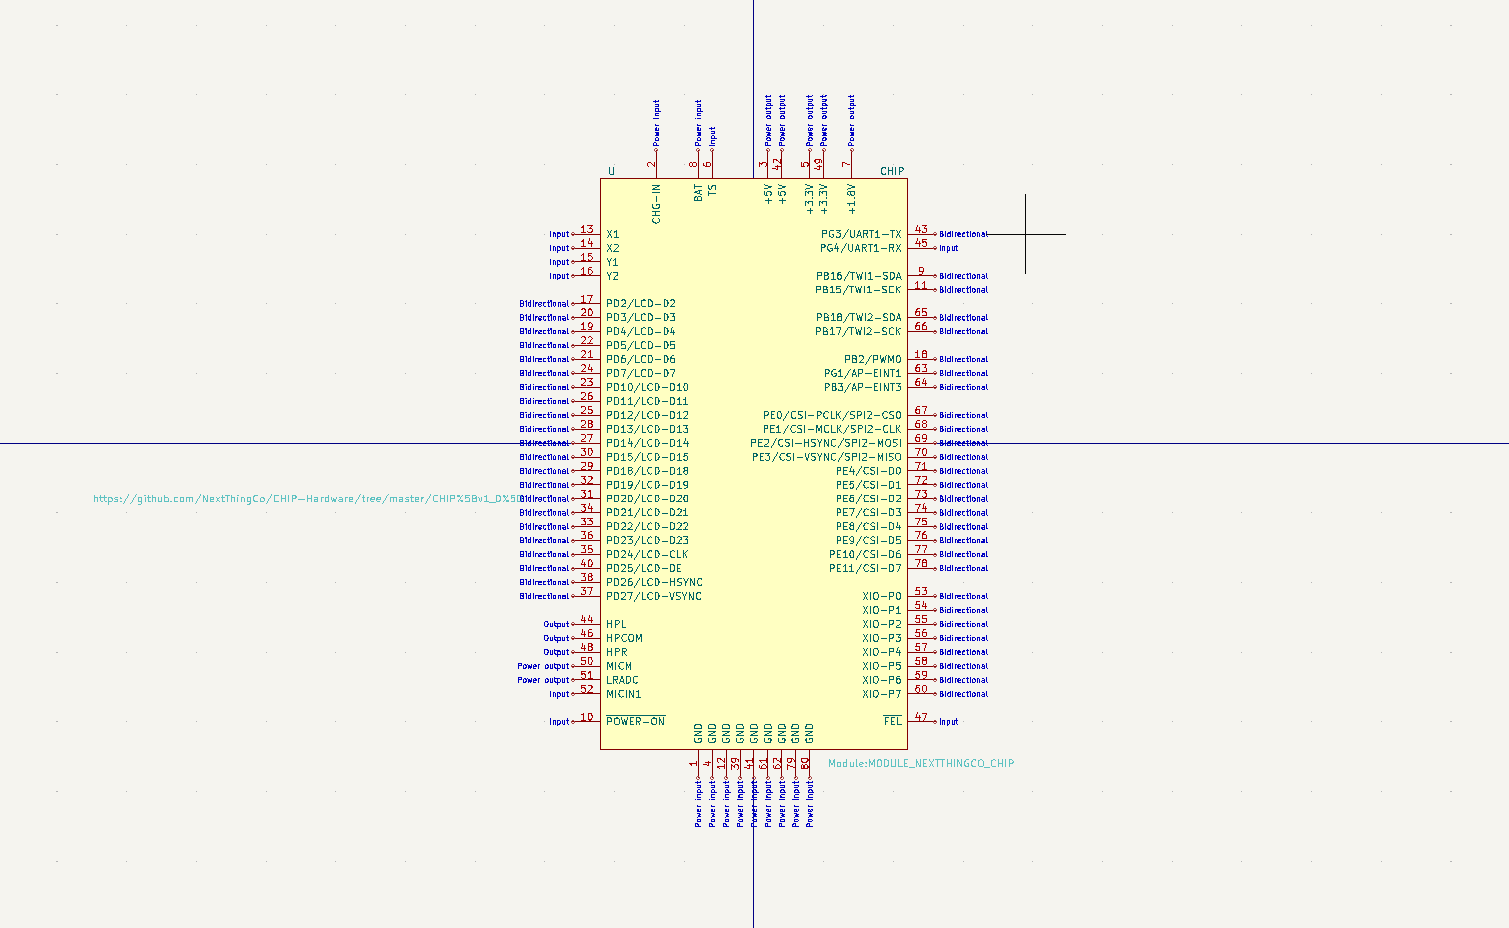 Power input Power input Input Power output Power output Power output Power output Power output
2 8 6 3 42 5 49 7
U CHIP
CHG-IN BAT TS +5V +5V +3.3V +3.3V +1.8V
Input 13 X1 PG3/UART1-TX 43 Bidirectional
Input 14 X2 PG4/UART1-RX 45 Input
Input 15 Y1
Input 16 Y2 PB16/TWI1-SDA 9 Bidirectional
PB15/TWI1-SCK 11 Bidirectional
Bidirectional 17 PD2/LCD-D2
Bidirectional 20 PD3/LCD-D3 PB18/TWI2-SDA 65 Bidirectional
Bidirectional 19 PD4/LCD-D4 PB17/TWI2-SCK 66 Bidirectional
Bidirectional 22 PD5/LCD-D5
Bidirectional 21 PD6/LCD-D6 PB2/PWM0 18 Bidirectional
Bidirectional 24 PD7/LCD-D7 PG1/AP-EINT1 63 Bidirectional
Bidirectional 23 PD10/LCD-D10 PB3/AP-EINT3 64 Bidirectional
Bidirectional 26 PD11/LCD-D11
Bidirectional 25 PD12/LCD-D12 PE0/CSI-PCLK/SPI2-CS0 67 Bidirectional
Bidirectional 28 PD13/LCD-D13 PE1/CSI-MCLK/SPI2-CLK 68 Bidirectional
Bidirectional 27 PD14/LCD-D14 PE2/CSI-HSYNC/SPI2-MOSI 69 Bidirectional
Bidirectional 30 PD15/LCD-D15 PE3/CSI-VSYNC/SPI2-MISO 70 Bidirectional
Bidirectional 29 PD18/LCD-D18 PE4/CSI-D0 71 Bidirectional
Bidirectional 32 PD19/LCD-D19 PE5/CSI-D1 72 Bidirectional
https://github.com/NextThingCo/CHIP-Hardware/tree/master/CHIP%5Bv1_0%5D Bidirectional 31 PD20/LCD-D20 PE6/CSI-D2 73 Bidirectional
Bidirectional 34 PD21/LCD-D21 PE7/CSI-D3 74 Bidirectional
Bidirectional 33 PD22/LCD-D22 PE8/CSI-D4 75 Bidirectional
Bidirectional 36 PD23/LCD-D23 PE9/CSI-D5 76 Bidirectional
Bidirectional 35 PD24/LCD-CLK PE10/CSI-D6 77 Bidirectional
Bidirectional 40 PD25/LCD-DE PE11/CSI-D7 78 Bidirectional
Bidirectional 38 PD26/LCD-HSYNC
Bidirectional 37 PD27/LCD-VSYNC XIO-P0 53 Bidirectional
XIO-P1 54 Bidirectional
Output 44 HPL XIO-P2 55 Bidirectional
Output 46 HPCOM XIO-P3 56 Bidirectional
Output 48 HPR XIO-P4 57 Bidirectional
Power output 50 MICM XIO-P5 58 Bidirectional
Power output 51 LRADC XIO-P6 59 Bidirectional
Input 52 MICIN1 XIO-P7 60 Bidirectional
Input 10 POWER-ON FEL 47 Input
GND GND GND GND GND GND GND GND GND
1 4 12 39 41 61 62 79 80
Module:MODULE_NEXTTHINGCO_CHIP
Power input Power input Power input Power input Power input Power input Power input Power input Power input